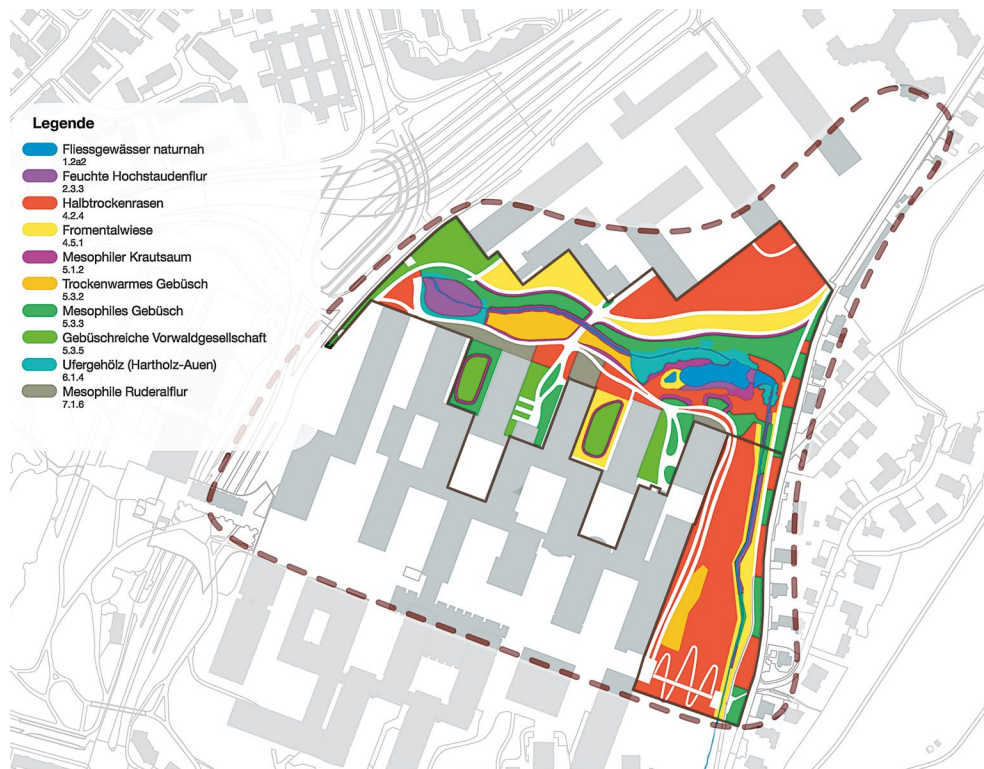 Legende
Fliessgewässer naturnah
1.2a2
Feuchte Hochstaudenflur
2.3.3
Halbtrockenrasen
4.2.4
Fromentalwiese
4.5.1
Mesophiler Krautsaum
5.1.2
Trockenwarmes Gebüsch
5.3.2
Mesophiles Gebüsch
5.3.3
Gebüschreiche Vorwaldgesellschaft
5.3.5
Ufergehölz (Hartholz-Auen)
6.1.4
Mesophile Ruderalflur
7.1.6